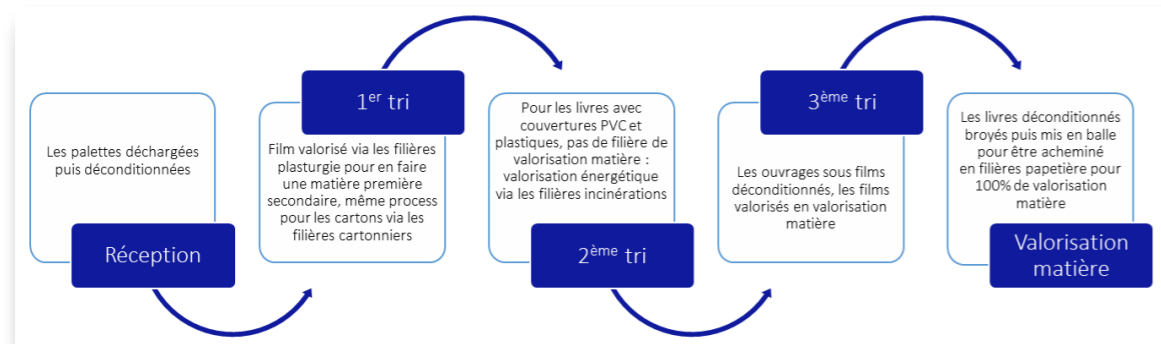 Les palettes déchargées
puis déconditionnées
Réception
1er tri
Film valorisé via les filières
plasturgie pour en faire
une matière première
secondaire, même process
pour les cartons via les
filières cartonniers
Pour les livres avec
couvertures PVC et
plastiques, pas de filière de
valorisation matière :
valorisation énergétique
via les filières incinérations
2ème tri
3ème tri
Les ouvrages sous films
déconditionnés, les films
valorisés en valorisation
matière
Les livres déconditionnés
broyés puis mis en balle
pour être acheminé
en filières papetière pour
100% de valorisation
matière
Valorisation
matière